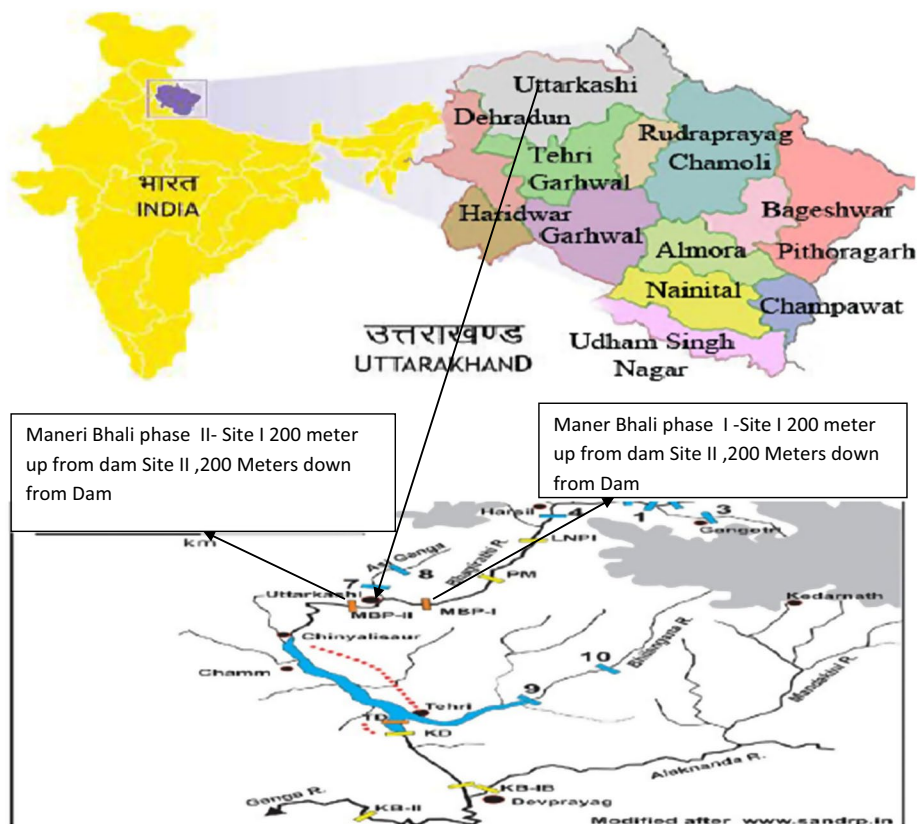 भारत
INDIA
उत्तराखण्ड
UTTARAKHAND
Uttarkashi
Dehradun
Rudraprayag
Chamoli
Tehri
Garhwal
Haridwar
Garhwal
Bageshwar
Almora
Pithoragarh
Nainital
Champawat
Udham Singh
Nagar
Maneri Bhali phase II- Site I 200 meter
up from dam Site II ,200 Meters down
from Dam
Maner Bhali phase I -Site I 200 meter
up from dam Site II ,200 Meters down
from Dam
km
Harsil
4
1
3
Gangotri
LNPI
Asi Ganga
Bhagirathi R.
7
8
PM
Uttarkashi
MBP-II
MBP-I
Kedarnath
Chinyalisaur
Chamm
10
Bhilangana R.
Mandakini R.
9
Tehri
TD
KD
Alaknanda R.
KB-IB
Devprayag
Ganga R.
KB-II
Modified after www.sandrp.in